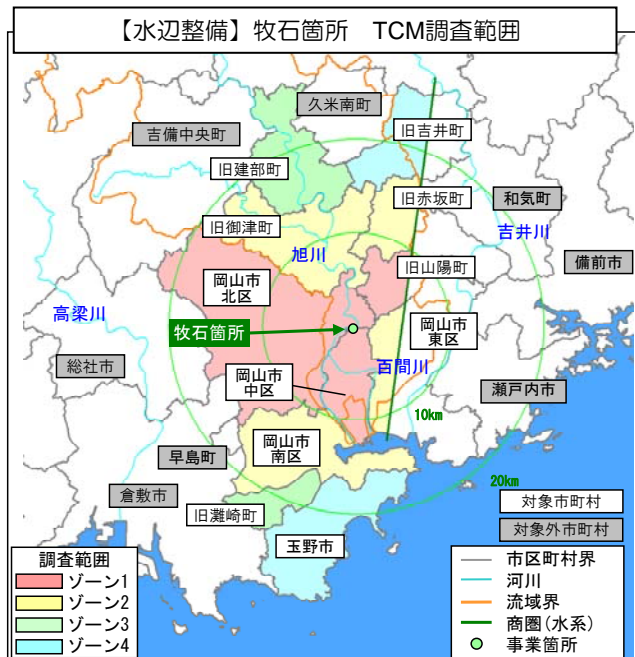 【水辺整備】牧石箇所　TCM調査範囲
久米南町
吉備中央町
旧吉井町
旧建部町
旧赤坂町
和気町
旧御津町
吉井川
旭川
旧山陽町
備前市
岡山市
北区
高梁川
牧石箇所
岡山市
東区
総社市
百間川
岡山市
中区
瀬戸内市
10km
早島町
岡山市
南区
20km
倉敷市
旧灘崎町
玉野市
対象市町村
対象外市町村
調査範囲
ゾーン1
ゾーン2
ゾーン3
ゾーン4
市区町村界
河川
流域界
商圏(水系)
事業箇所